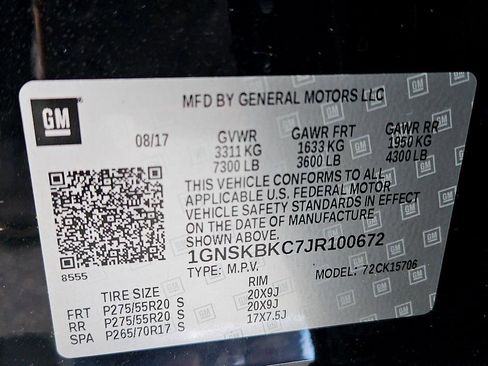 GM
MFD BY GENERAL MOTORS LLC
08/17 GVWR GAWR FRT GAWR RR
3311 KG 1633 KG 1950 KG
7300 LB 3600 LB 4300 LB
THIS VEHICLE CONFORMS TO ALL
APPLICABLE U.S. FEDERAL MOTOR
VEHICLE SAFETY STANDARDS IN EFFECT
ON THE DATE OF MANUFACTURE
SHOWN ABOVE.
8555
1GNSKBKC7JR100672
TYPE: M.P.V. MODEL: 72CK15706
TIRE SIZE RIM
FRT P275/55R20 S 20X9J
RR P275/55R20 S 20X9J
SPA P265/70R17 S 17X7.5J